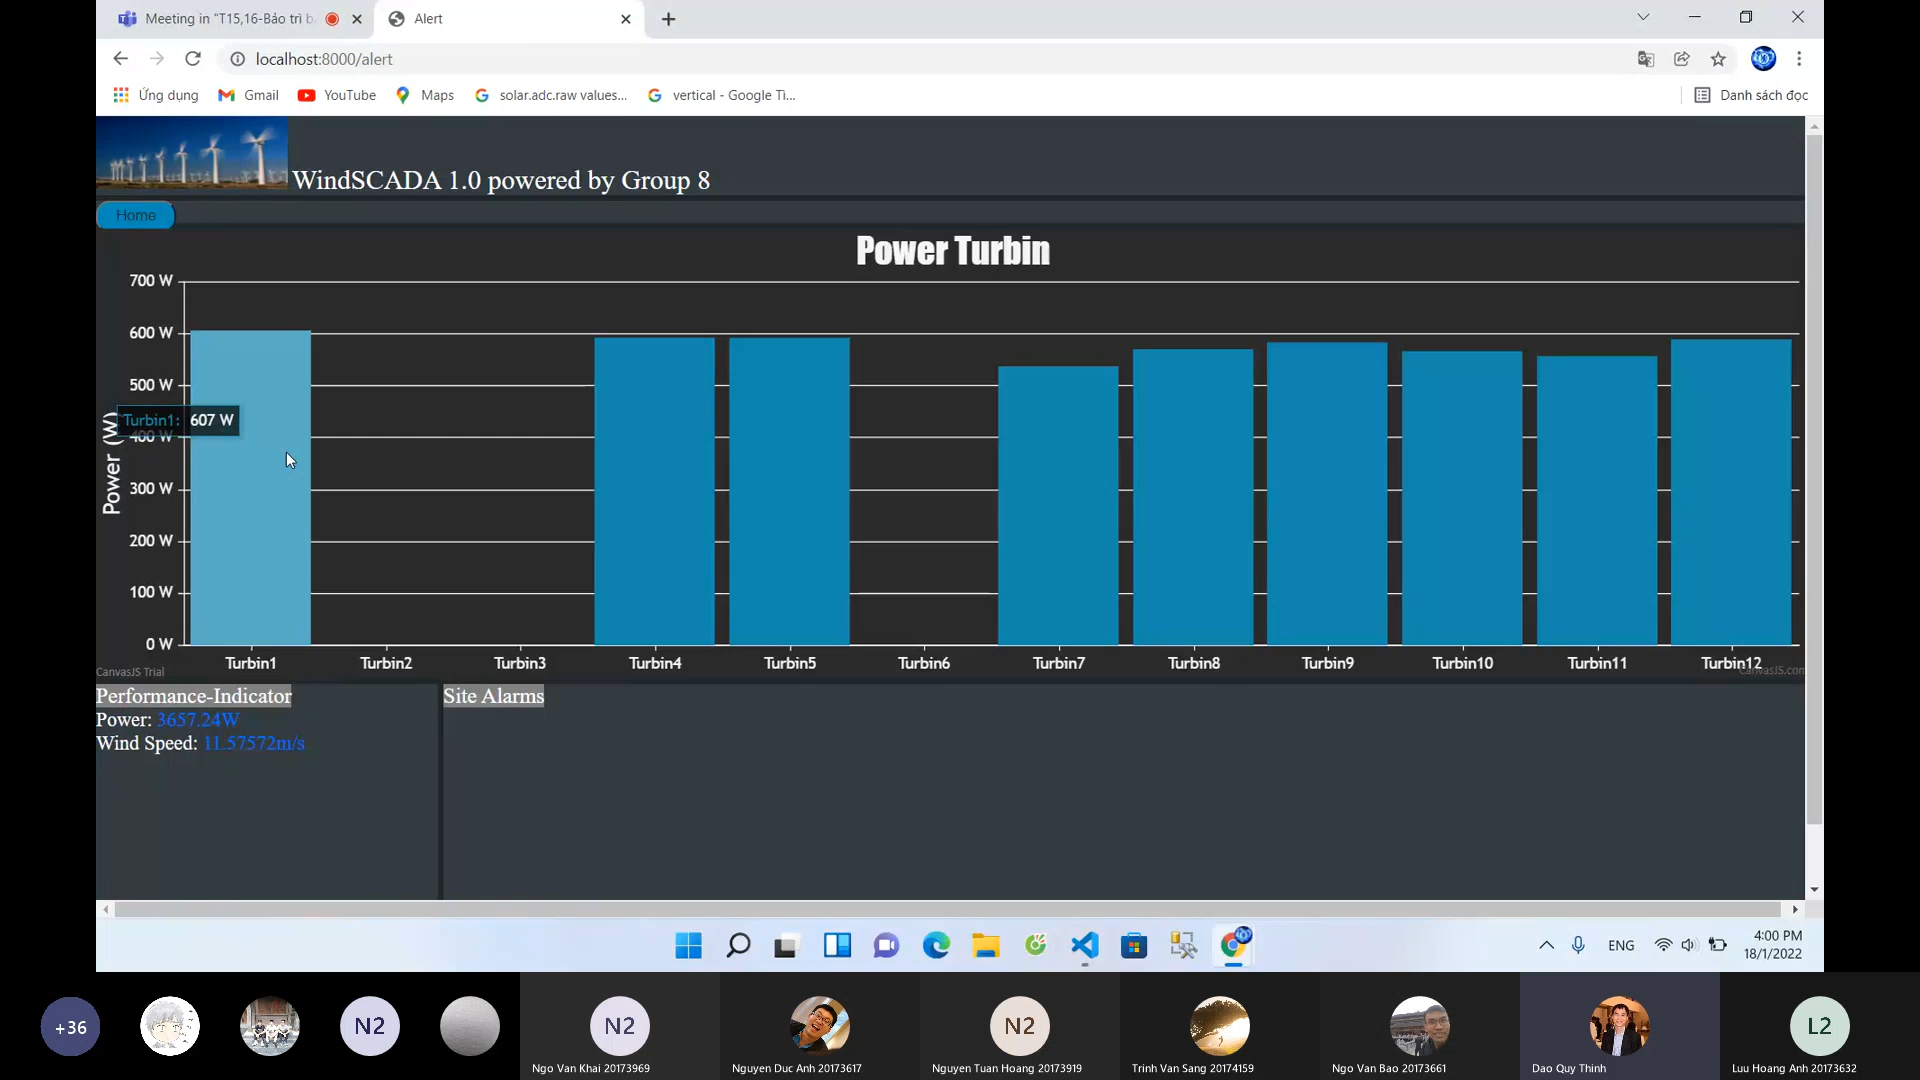 Meeting in "T15,16-Bảo trì b
Alert
localhost:8000/alert
Ứng dụng
Gmail
YouTube
Maps
solar.adc.raw values...
vertical - Google Ti...
Danh sách đọc
WindSCADA 1.0 powered by Group 8
Home
Power Turbin
Power (W)
700 W
600 W
500 W
400 W
300 W
200 W
100 W
0 W
Turbin1: 607 W
Turbin1
Turbin2
Turbin3
Turbin4
Turbin5
Turbin6
Turbin7
Turbin8
Turbin9
Turbin10
Turbin11
Turbin12
CanvasJS Trial
CanvasJS.com
Performance-Indicator
Power: 3657.24W
Wind Speed: 11.57572m/s
Site Alarms
ENG
4:00 PM
18/1/2022
+36
N2
N2
N2
L2
Ngo Van Khai 20173969
Nguyen Duc Anh 20173617
Nguyen Tuan Hoang 20173919
Trinh Van Sang 20174159
Ngo Van Bao 20173661
Dao Quy Thinh
Luu Hoang Anh 20173632